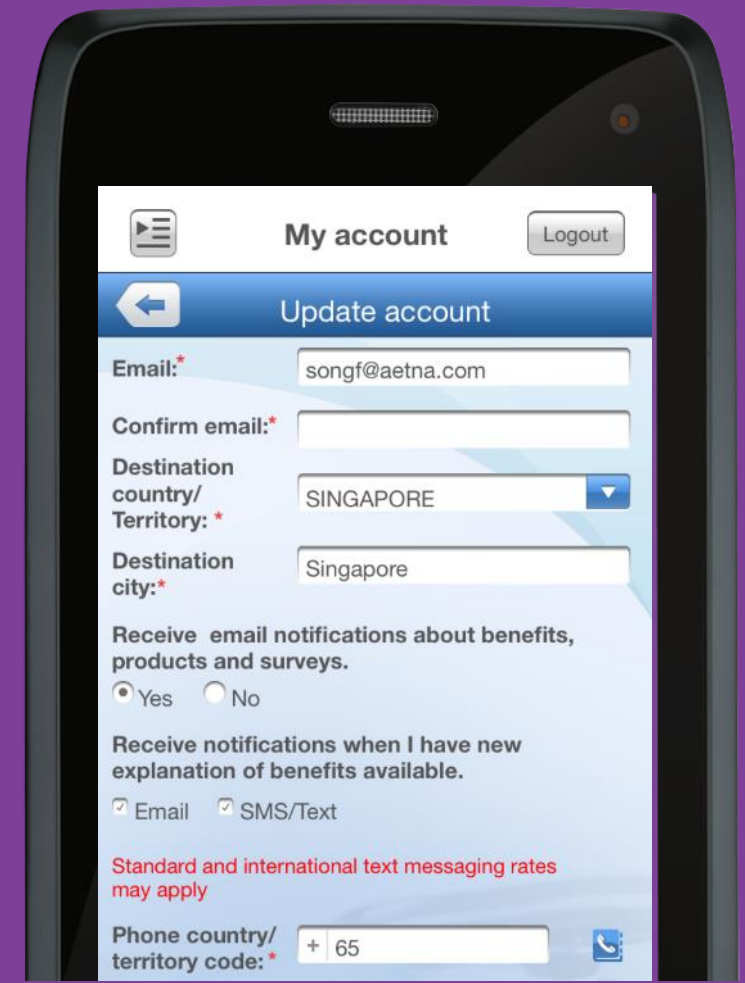 My account
Logout
Update account
Email:*
songf@aetna.com
Confirm email:*
Destination
country/
Territory: *
SINGAPORE
Destination
city:*
Singapore
Receive  email notifications about benefits,
products and surveys.
Yes No
Receive notifications when I have new
explanation of benefits available.
Email SMS/Text
Standard and international text messaging rates
may apply
Phone country/
territory code: *
+ 65